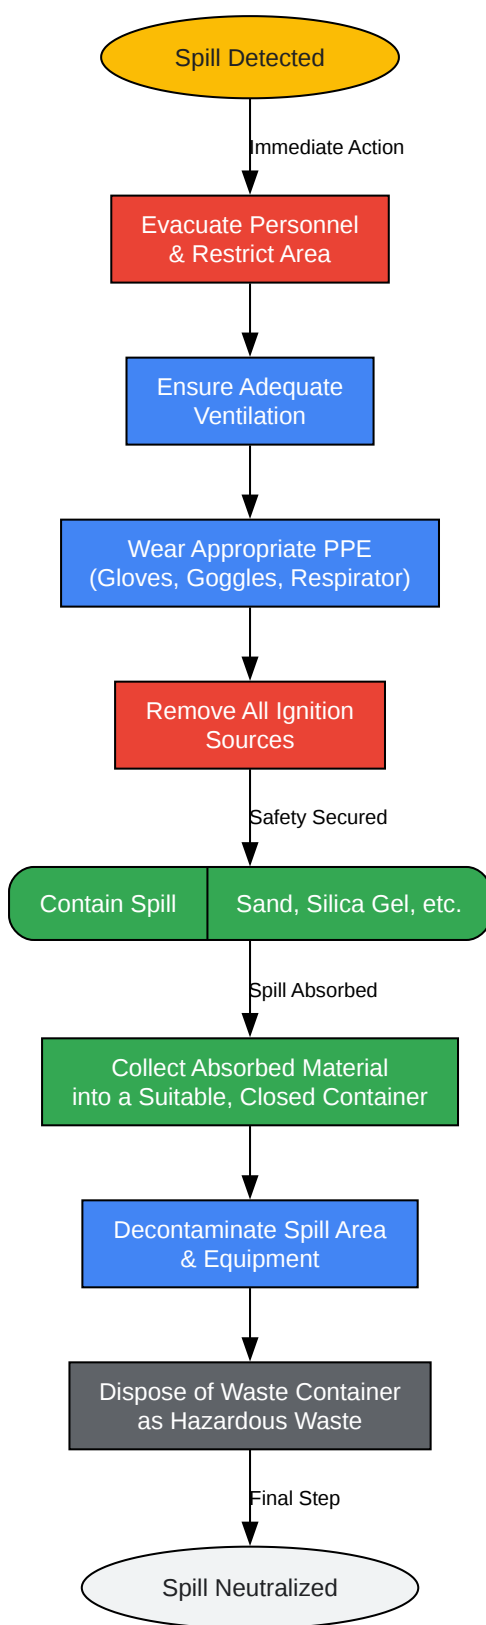 Spill Detected
Immediate Action
Evacuate Personnel
& Restrict Area
Ensure Adequate
Ventilation
Wear Appropriate PPE
(Gloves, Goggles, Respirator)
Remove All Ignition
Sources
Safety Secured
Contain Spill
Sand, Silica Gel, etc.
Spill Absorbed
Collect Absorbed Material
into a Suitable, Closed Container
Decontaminate Spill Area
& Equipment
Dispose of Waste Container
as Hazardous Waste
Final Step
Spill Neutralized